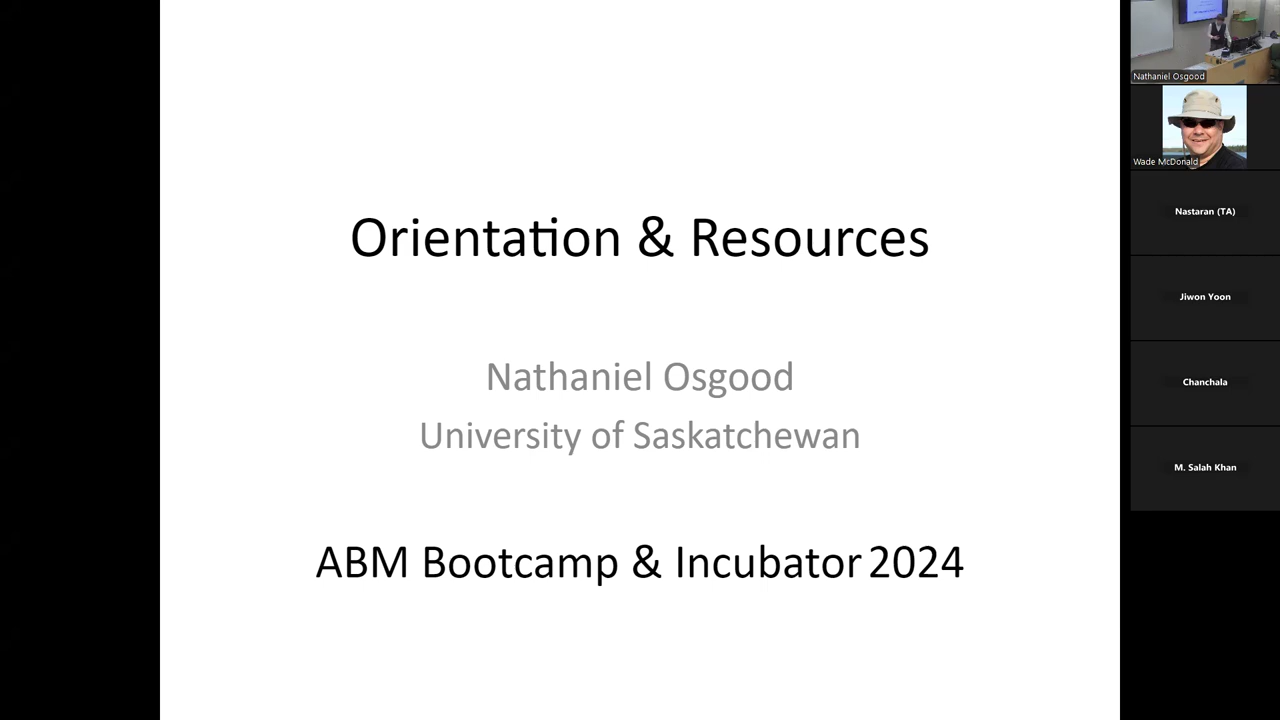 Orientation & Resources
Nathaniel Osgood
University of Saskatchewan
ABM Bootcamp & Incubator 2024
Nathaniel Osgood
Wade McDonald
Nastaran (TA)
Jiwon Yoon
Chanchala
M. Salah Khan